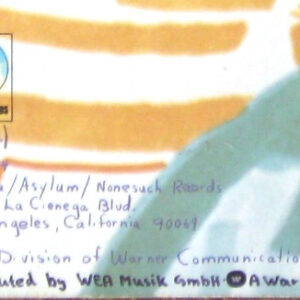 /Asylum/Nonesuch Records
La Cienega Blvd.
ngeles, California 90069
Division of Warner Communicatio
uted by WEA Musik GmbH - A War